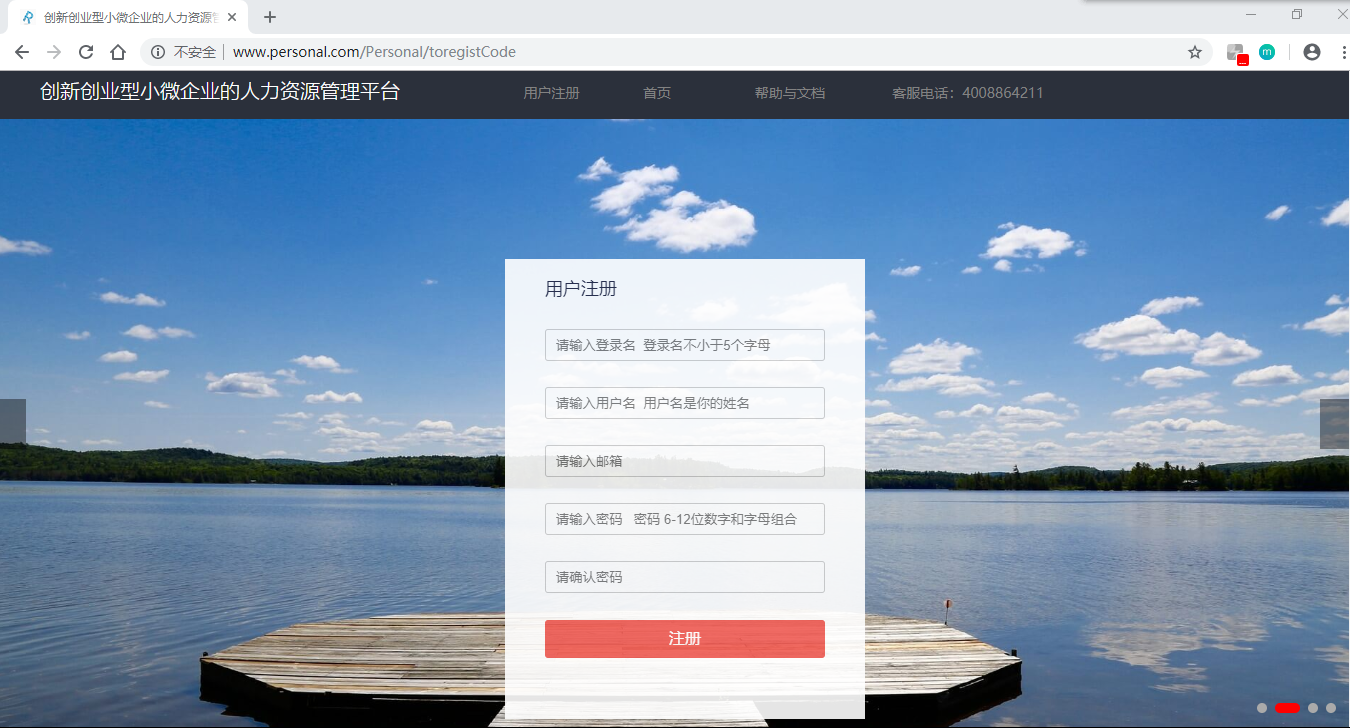 创新创业型小微企业的人力资源管
不安全 www.personal.com/Personal/toregistCode
创新创业型小微企业的人力资源管理平台 用户注册 首页 帮助与文档 客服电话：4008864211
用户注册
请输入登录名 登录名不小于5个字母
请输入用户名 用户名是你的姓名
请输入邮箱
请输入密码 密码 6-12位数字和字母组合
请确认密码
注册